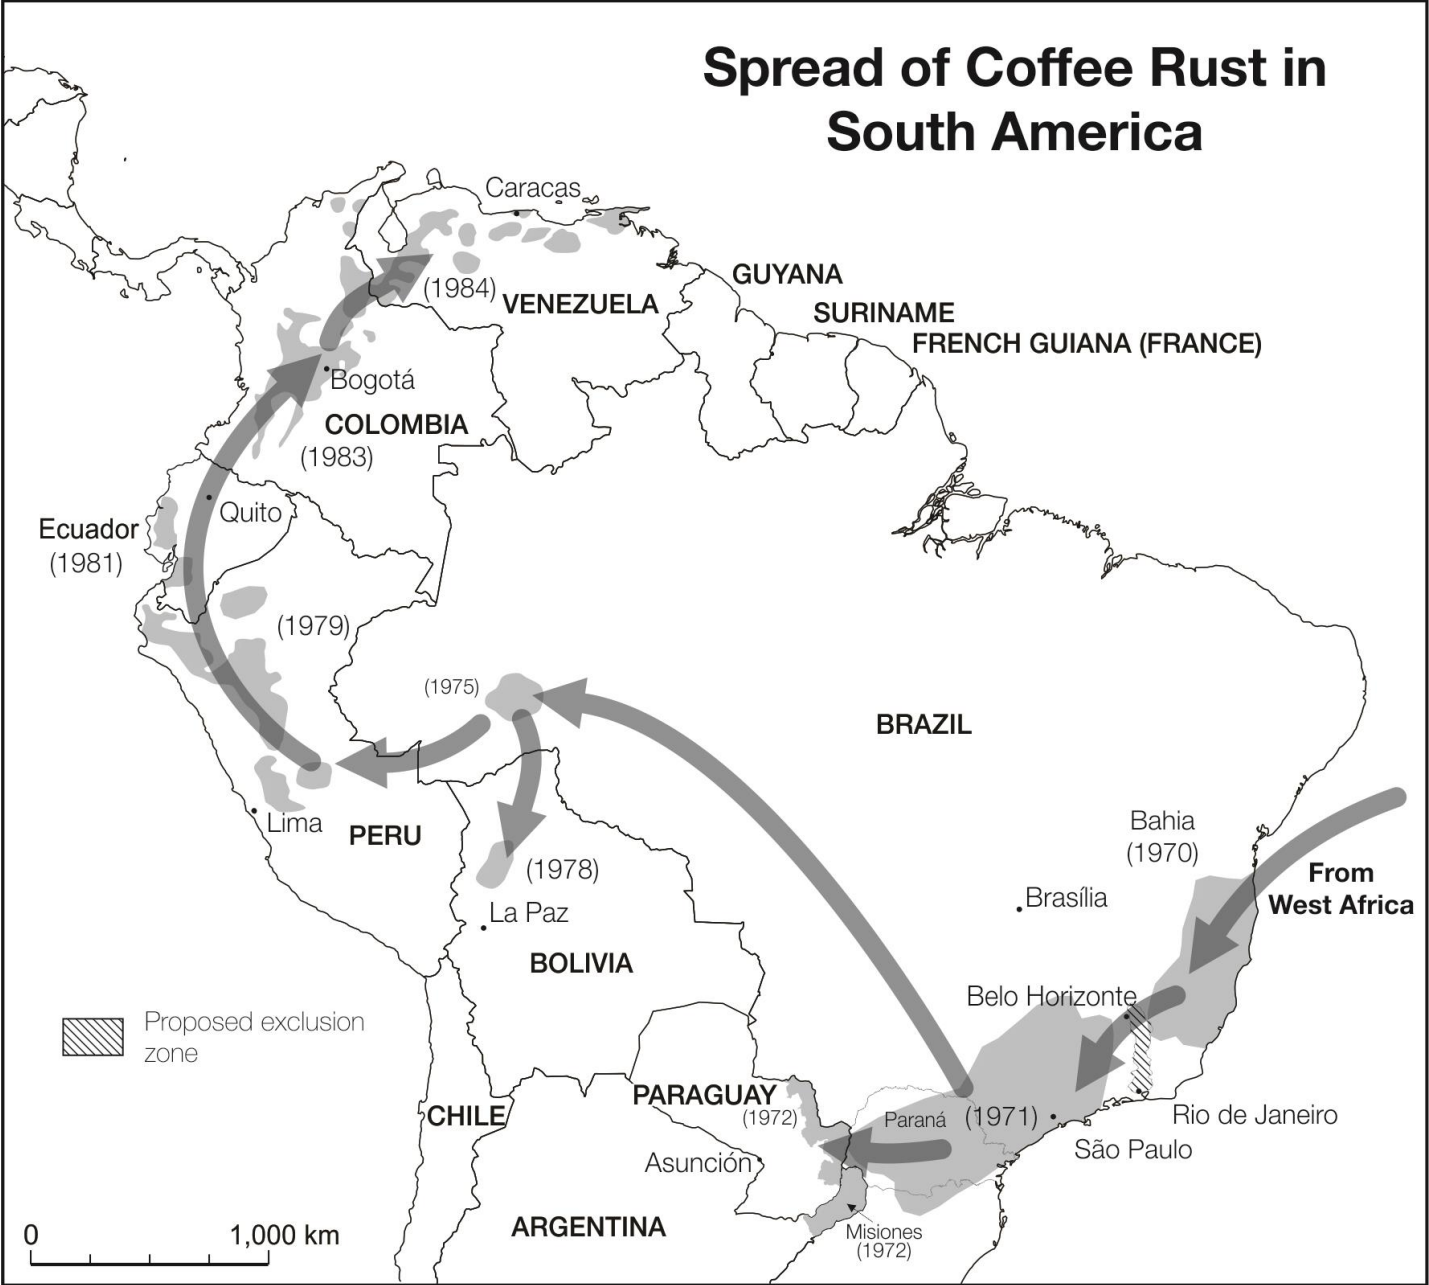 Spread of Coffee Rust in
South America
Caracas
(1984)
VENEZUELA
GUYANA
SURINAME
FRENCH GUIANA (FRANCE)
Bogotá
COLOMBIA
(1983)
Quito
Ecuador
(1981)
(1979)
(1975)
BRAZIL
Lima
PERU
Bahia
(1970)
From
West Africa
(1978)
La Paz
Brasília
BOLIVIA
Belo Horizonte
Proposed exclusion
zone
PARAGUAY
(1972)
CHILE
Paraná
(1971)
Rio de Janeiro
São Paulo
Asunción
ARGENTINA
Misiones
(1972)
0
1,000 km